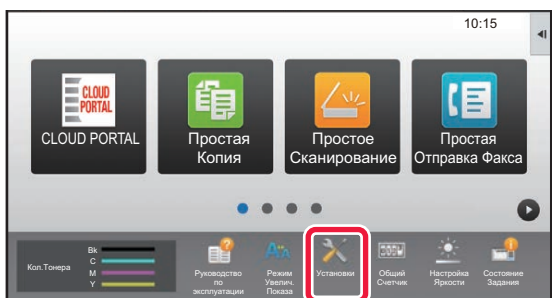 10:15
CLOUD
PORTAL
CLOUD PORTAL
Простая
Копия
Простое
Сканирование
Простая
Отправка Факса
Кол.Тонера
Bk
C
M
Y
Руководство
по
эксплуатации
Режим
Увелич.
Показа
Установки
Общий
Счетчик
Настройка
Яркости
Состояние
Задания